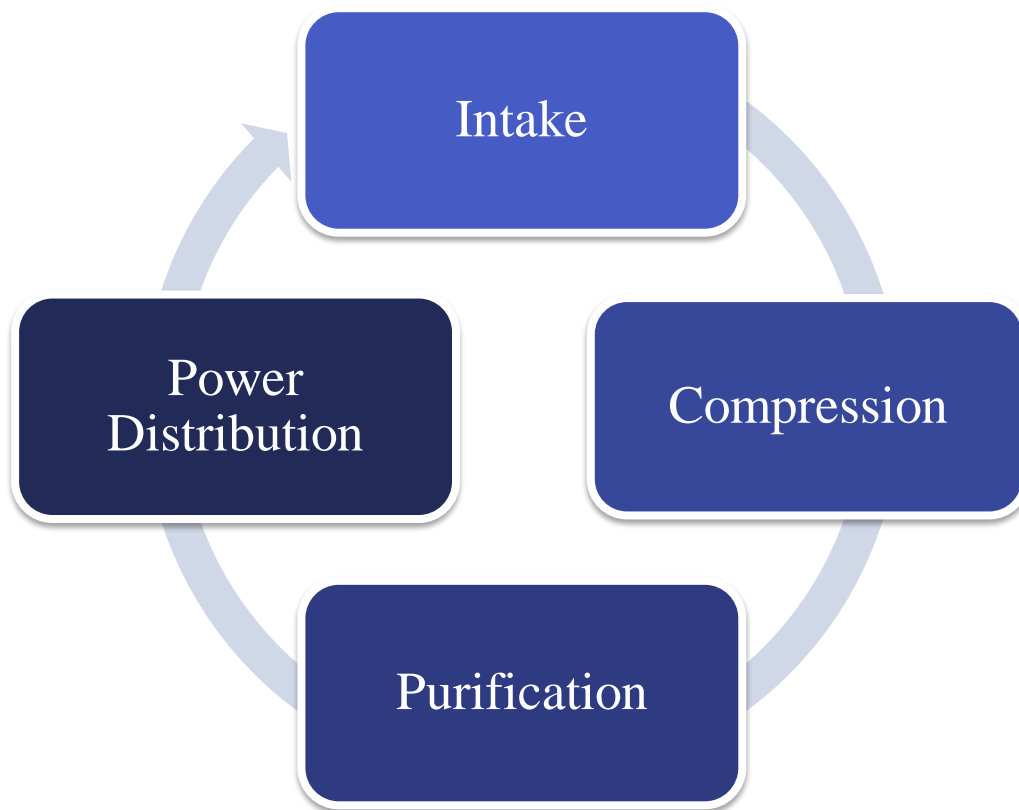 Intake
Compression
Purification
Power
Distribution